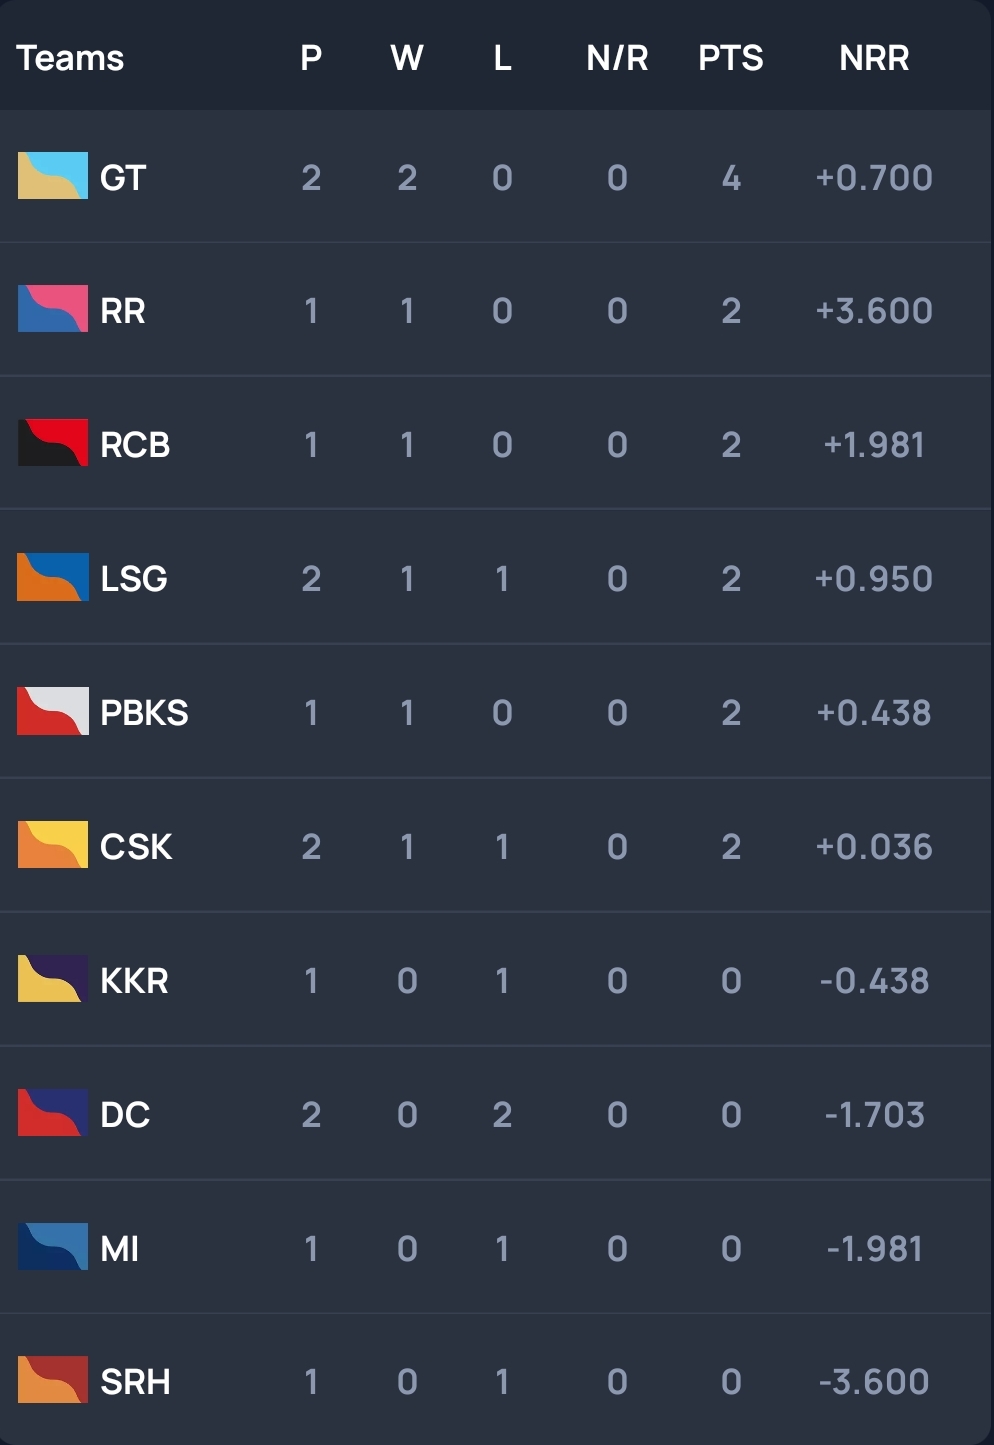 Teams P W L N/R PTS NRR
GT 2 2 0 0 4 +0.700
RR 1 1 0 0 2 +3.600
RCB 1 1 0 0 2 +1.981
LSG 2 1 1 0 2 +0.950
PBKS 1 1 0 0 2 +0.438
CSK 2 1 1 0 2 +0.036
KKR 1 0 1 0 0 -0.438
DC 2 0 2 0 0 -1.703
MI 1 0 1 0 0 -1.981
SRH 1 0 1 0 0 -3.600